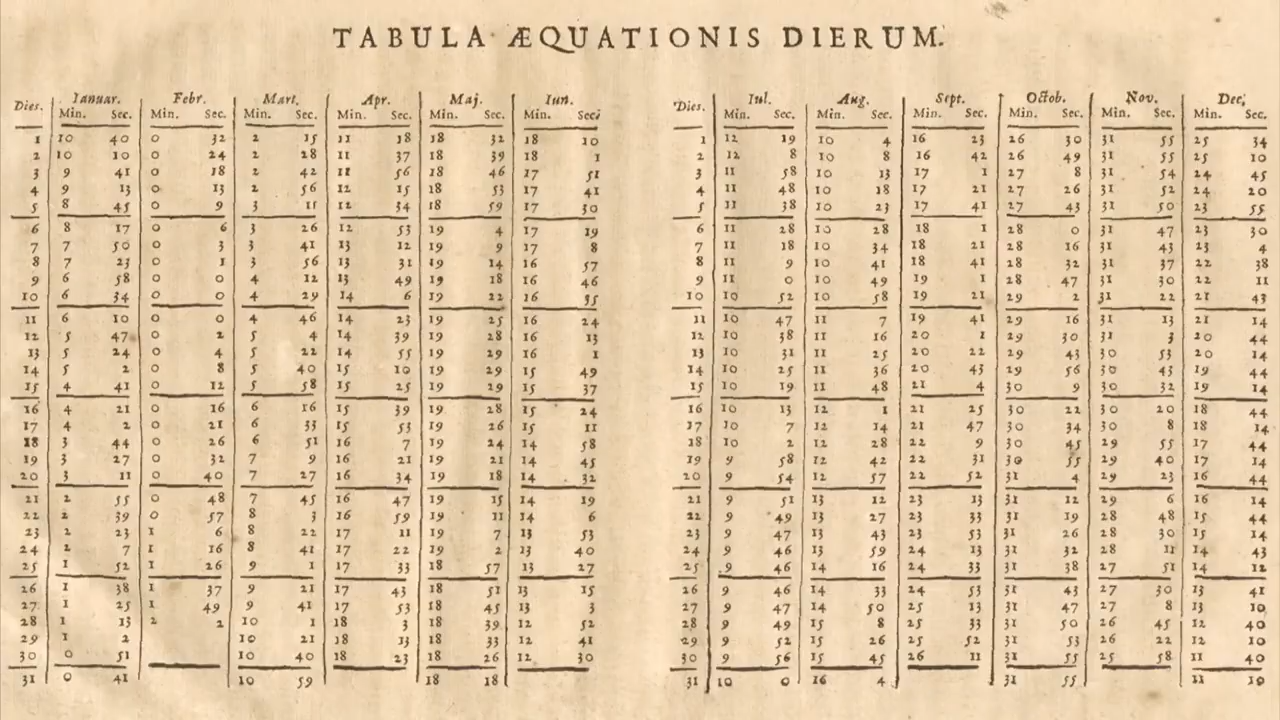 TABULA ÆQUATIONIS DIERUM.
Dies. Ianuar. Febr. Mart. Apr. Maj. Iun. Dies. Iul. Aug. Sept. Octob. Nov. Dec.
Min. Sec. Min. Sec. Min. Sec. Min. Sec. Min. Sec. Min. Sec. Min. Sec. Min. Sec. Min. Sec. Min. Sec. Min. Sec. Min. Sec.
1 10 40 0 32 2 15 11 18 18 32 18 10 1 12 19 10 4 16 23 26 30 31 55 25 34
2 10 10 0 24 2 28 11 37 18 39 18 1 2 12 8 10 8 16 42 26 49 31 55 25 10
3 9 41 0 18 2 42 11 56 18 46 17 51 3 11 58 10 13 17 1 27 8 31 54 24 45
4 9 13 0 13 2 56 12 15 18 53 17 41 4 11 48 10 18 17 21 27 26 31 52 24 20
5 8 45 0 9 3 11 12 34 18 59 17 30 5 11 38 10 23 17 41 27 43 31 50 23 55
6 8 17 0 6 3 26 12 53 19 4 17 19 6 11 28 10 28 18 1 28 0 31 47 23 30
7 7 50 0 3 3 41 13 12 19 9 17 8 7 11 18 10 34 18 21 28 16 31 43 23 4
8 7 23 0 1 3 56 13 31 19 14 16 57 8 11 9 10 41 18 41 28 32 31 37 22 38
9 6 58 0 0 4 12 13 49 19 18 16 46 9 11 0 10 49 19 1 28 47 31 30 22 11
10 6 34 0 0 4 29 14 6 19 22 16 35 10 10 52 10 58 19 21 29 2 31 22 21 43
11 6 10 0 0 4 46 14 23 19 25 16 24 11 10 47 11 7 19 41 29 16 31 13 21 14
12 5 47 0 2 5 4 14 39 19 28 16 13 12 10 38 11 16 20 1 29 30 31 3 20 44
13 5 24 0 4 5 22 14 55 19 29 16 1 13 10 31 11 25 20 22 29 43 30 53 20 14
14 5 2 0 8 5 40 15 10 19 29 15 49 14 10 25 11 36 20 43 29 56 30 43 19 44
15 4 41 0 12 5 58 15 25 19 29 15 37 15 10 19 11 48 21 4 30 9 30 32 19 14
16 4 21 0 16 6 16 15 39 19 28 15 24 16 10 13 12 1 21 25 30 22 30 20 18 44
17 4 2 0 21 6 33 15 53 19 26 15 11 17 10 7 12 14 21 47 30 34 30 8 18 14
18 3 44 0 26 6 51 16 7 19 24 14 58 18 10 2 12 28 22 9 30 45 29 55 17 44
19 3 27 0 32 7 9 16 21 19 21 14 45 19 9 58 12 42 22 31 30 55 29 40 17 14
20 3 11 0 40 7 27 16 34 19 18 14 32 20 9 54 12 57 22 52 31 4 29 23 16 44
21 2 55 0 48 7 45 16 47 19 15 14 19 21 9 51 13 12 23 13 31 12 29 6 16 14
22 2 39 0 57 8 3 16 59 19 11 14 6 22 9 49 13 27 23 33 31 19 28 48 15 44
23 2 23 1 6 8 22 17 11 19 7 13 53 23 9 47 13 43 23 53 31 26 28 30 15 14
24 2 7 1 16 8 41 17 22 19 2 13 40 24 9 46 13 59 24 13 31 32 28 11 14 43
25 1 52 1 26 9 1 17 33 18 57 13 27 25 9 46 14 16 24 33 31 38 27 51 14 12
26 1 38 1 37 9 21 17 43 18 51 13 15 26 9 46 14 33 24 53 31 43 27 30 13 41
27 1 25 1 49 9 41 17 53 18 45 13 3 27 9 47 14 50 25 13 31 47 27 8 13 10
28 1 13 2 2 10 1 18 3 18 39 12 52 28 9 49 15 8 25 33 31 50 26 45 12 40
29 1 2 10 21 18 13 18 33 12 41 29 9 52 15 26 25 52 31 53 26 22 12 10
30 0 51 10 40 18 23 18 26 12 30 30 9 56 15 45 26 11 31 55 25 58 11 40
31 0 41 10 59 18 18 31 10 0 16 4 31 55 11 10